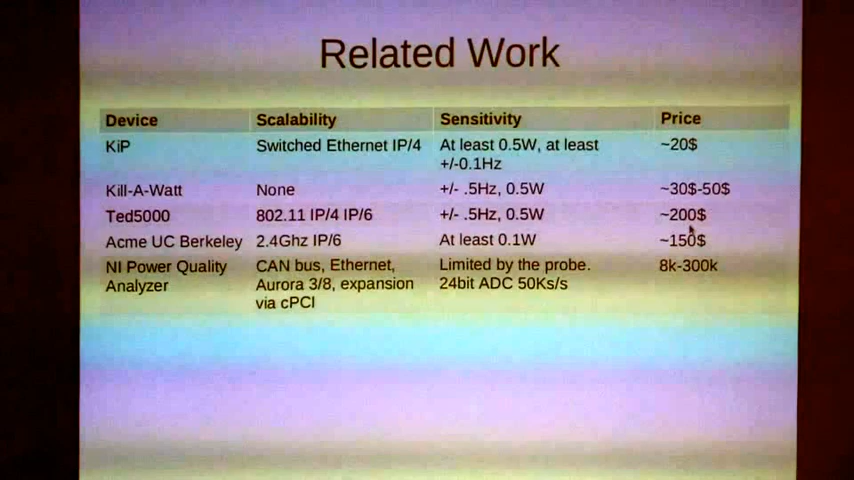 Related Work
Device Scalability Sensitivity Price
KiP Switched Ethernet IP/4 At least 0.5W, at least ~20$
+/-0.1Hz
Kill-A-Watt None +/- .5Hz, 0.5W ~30$-50$
Ted5000 802.11 IP/4 IP/6 +/- .5Hz, 0.5W ~200$
Acme UC Berkeley 2.4Ghz IP/6 At least 0.1W ~150$
NI Power Quality CAN bus, Ethernet, Limited by the probe. 8k-300k
Analyzer Aurora 3/8, expansion 24bit ADC 50Ks/s
via cPCI